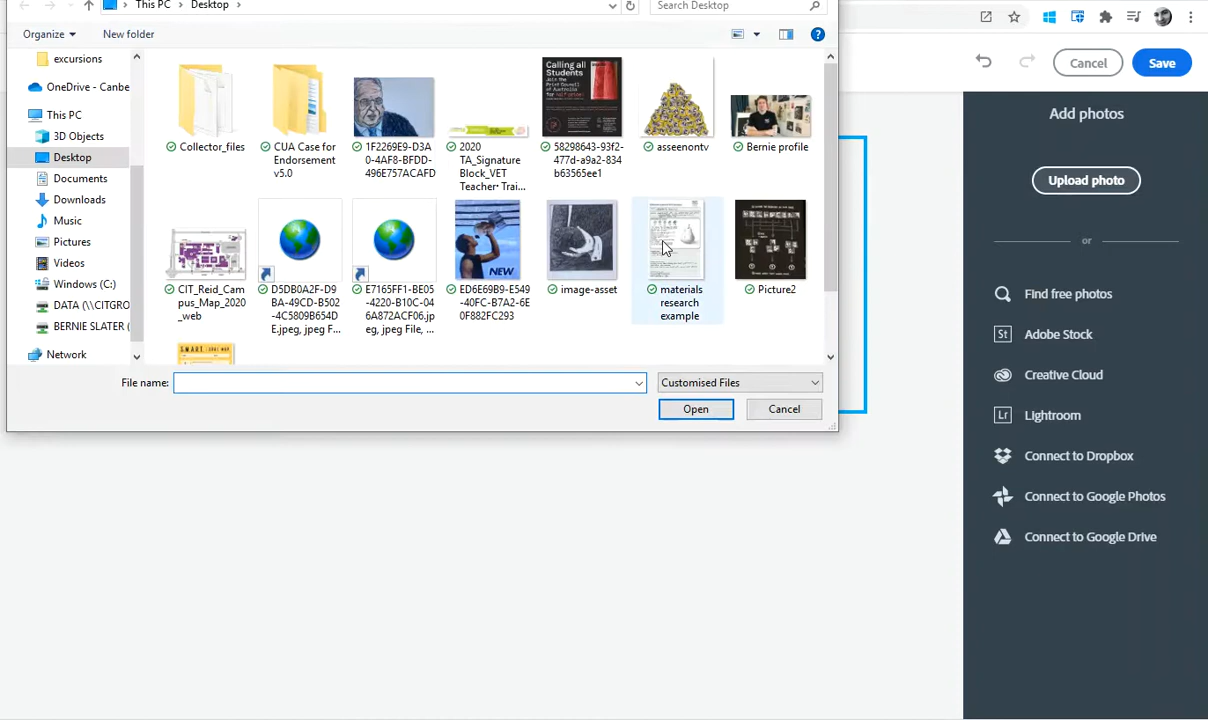 This PC
Desktop
Search Desktop
Organize
New folder
excursions
OneDrive - Canbe
This PC
3D Objects
Desktop
Documents
Downloads
Music
Pictures
Videos
Windows (C:)
DATA (\\CITGRO
BERNIE SLATER (
Network
Collector_files
CUA Case for
Endorsement
v5.0
1F2269E9-D3A
0-4AF8-BFDD-
496E757ACAFD
2020
TA_Signature
Block_VET
Teacher• Trai...
Calling all
Students
58298643-93f2-
477d-a9a2-834
b63565ee1
asseenontv
Bernie profile
CIT_Reid_Cam
pus_Map_2020
_web
D5DB0A2F-D9
BA-49CD-B502
-4C5809B654D
E.jpeg, jpeg F...
E7165FF1-BE05
-4220-B10C-04
6A872ACF06.jp
eg, jpeg File, ...
NEW
ED6E69B9-E549
-40FC-B7A2-6E
0F882FC293
image-asset
materials
research
example
Picture2
SMART
File name:
Customised Files
Open
Cancel
Cancel
Save
Add photos
Upload photo
or
Find free photos
St
Adobe Stock
Creative Cloud
Lr
Lightroom
Connect to Dropbox
Connect to Google Photos
Connect to Google Drive